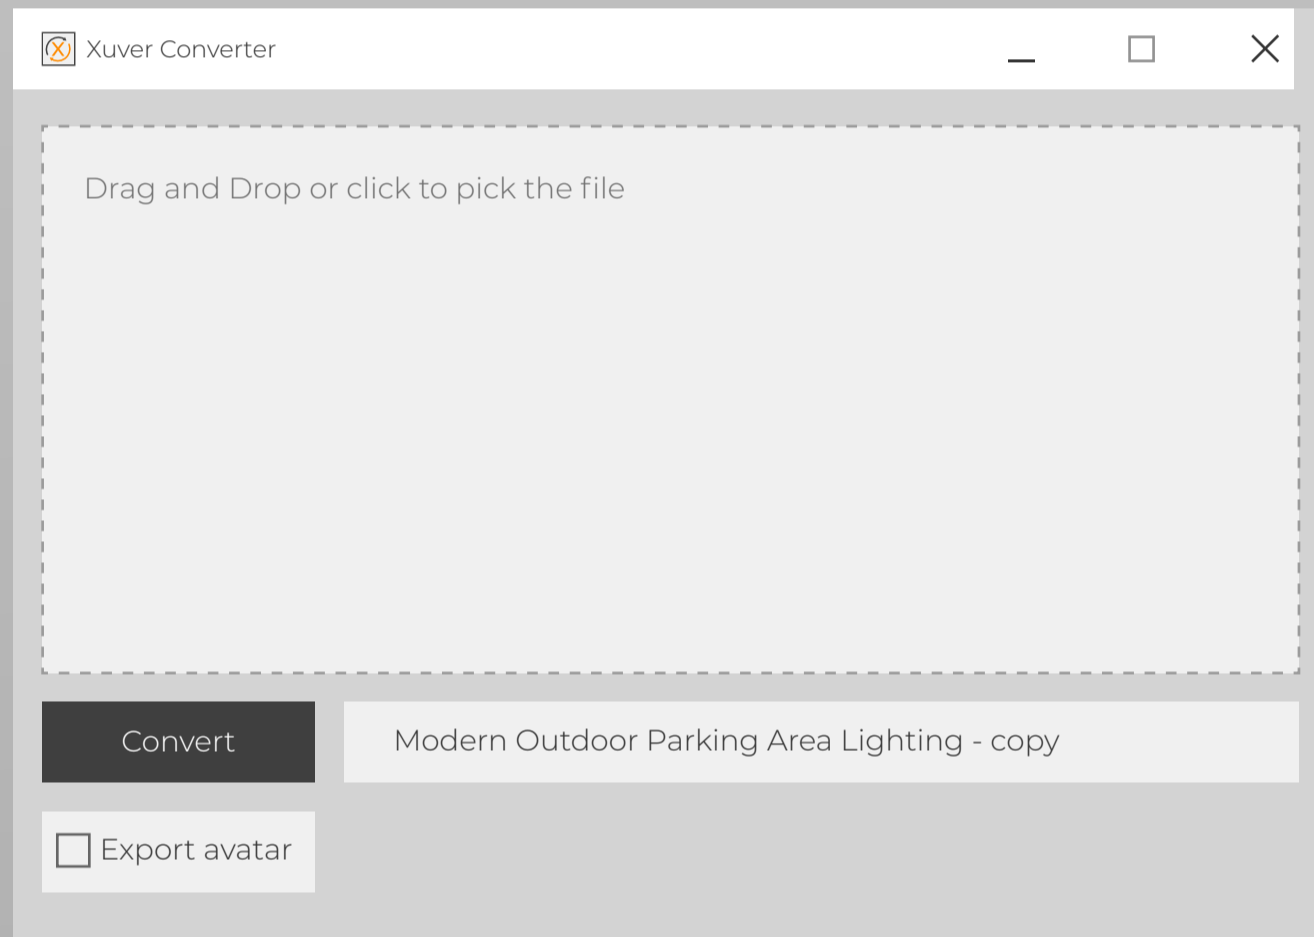 Xuver Converter
Drag and Drop or click to pick the file
Convert
Modern Outdoor Parking Area Lighting - copy
Export avatar